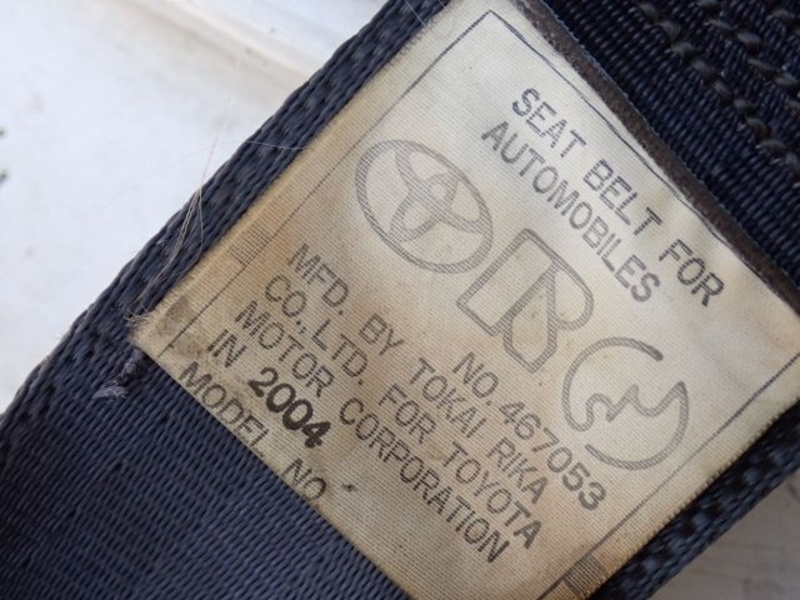 SEAT BELT FOR
AUTOMOBILES
NO. 467053
MFD. BY TOKAI RIKA
CO., LTD. FOR TOYOTA
MOTOR CORPORATION
IN 2004
MODEL NO